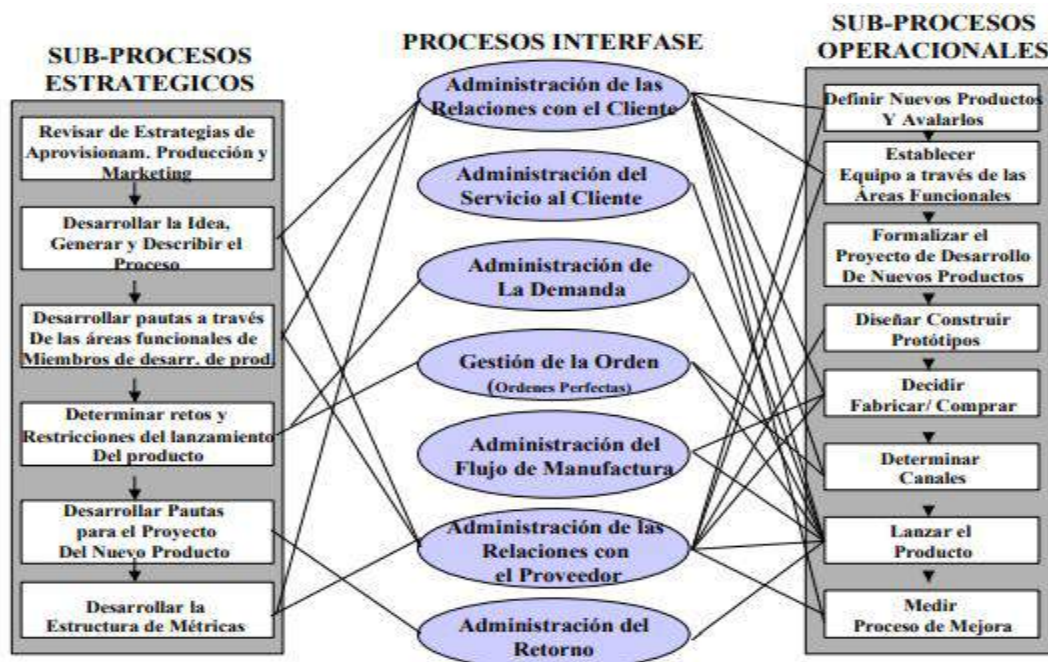 SUB-PROCESOS
ESTRATEGICOS
Revisar de Estrategias de
Aprovisionam. Producción y
Marketing
Desarrollar la Idea,
Generar y Describir el
Proceso
Desarrollar pautas a través
De las áreas funcionales de
Miembros de desarr. de prod.
Determinar retos y
Restricciones del lanzamiento
Del producto
Desarrollar Pautas
para el Proyecto
Del Nuevo Producto
Desarrollar la
Estructura de Métricas
PROCESOS INTERFASE
Administración de las
Relaciones con el Cliente
Administración del
Servicio al Cliente
Administración de
La Demanda
Gestión de la Orden
(Ordenes Perfectas)
Administración del
Flujo de Manufactura
Administración de las
Relaciones con
el Proveedor
Administración del
Retorno
SUB-PROCESOS
OPERACIONALES
Definir Nuevos Productos
Y Avalarlos
Establecer
Equipo a través de las
Áreas Funcionales
Formalizar el
Proyecto de Desarrollo
De Nuevos Productos
Diseñar Construir
Protótipos
Decidir
Fabricar/ Comprar
Determinar
Canales
Lanzar el
Producto
Medir
Proceso de Mejora